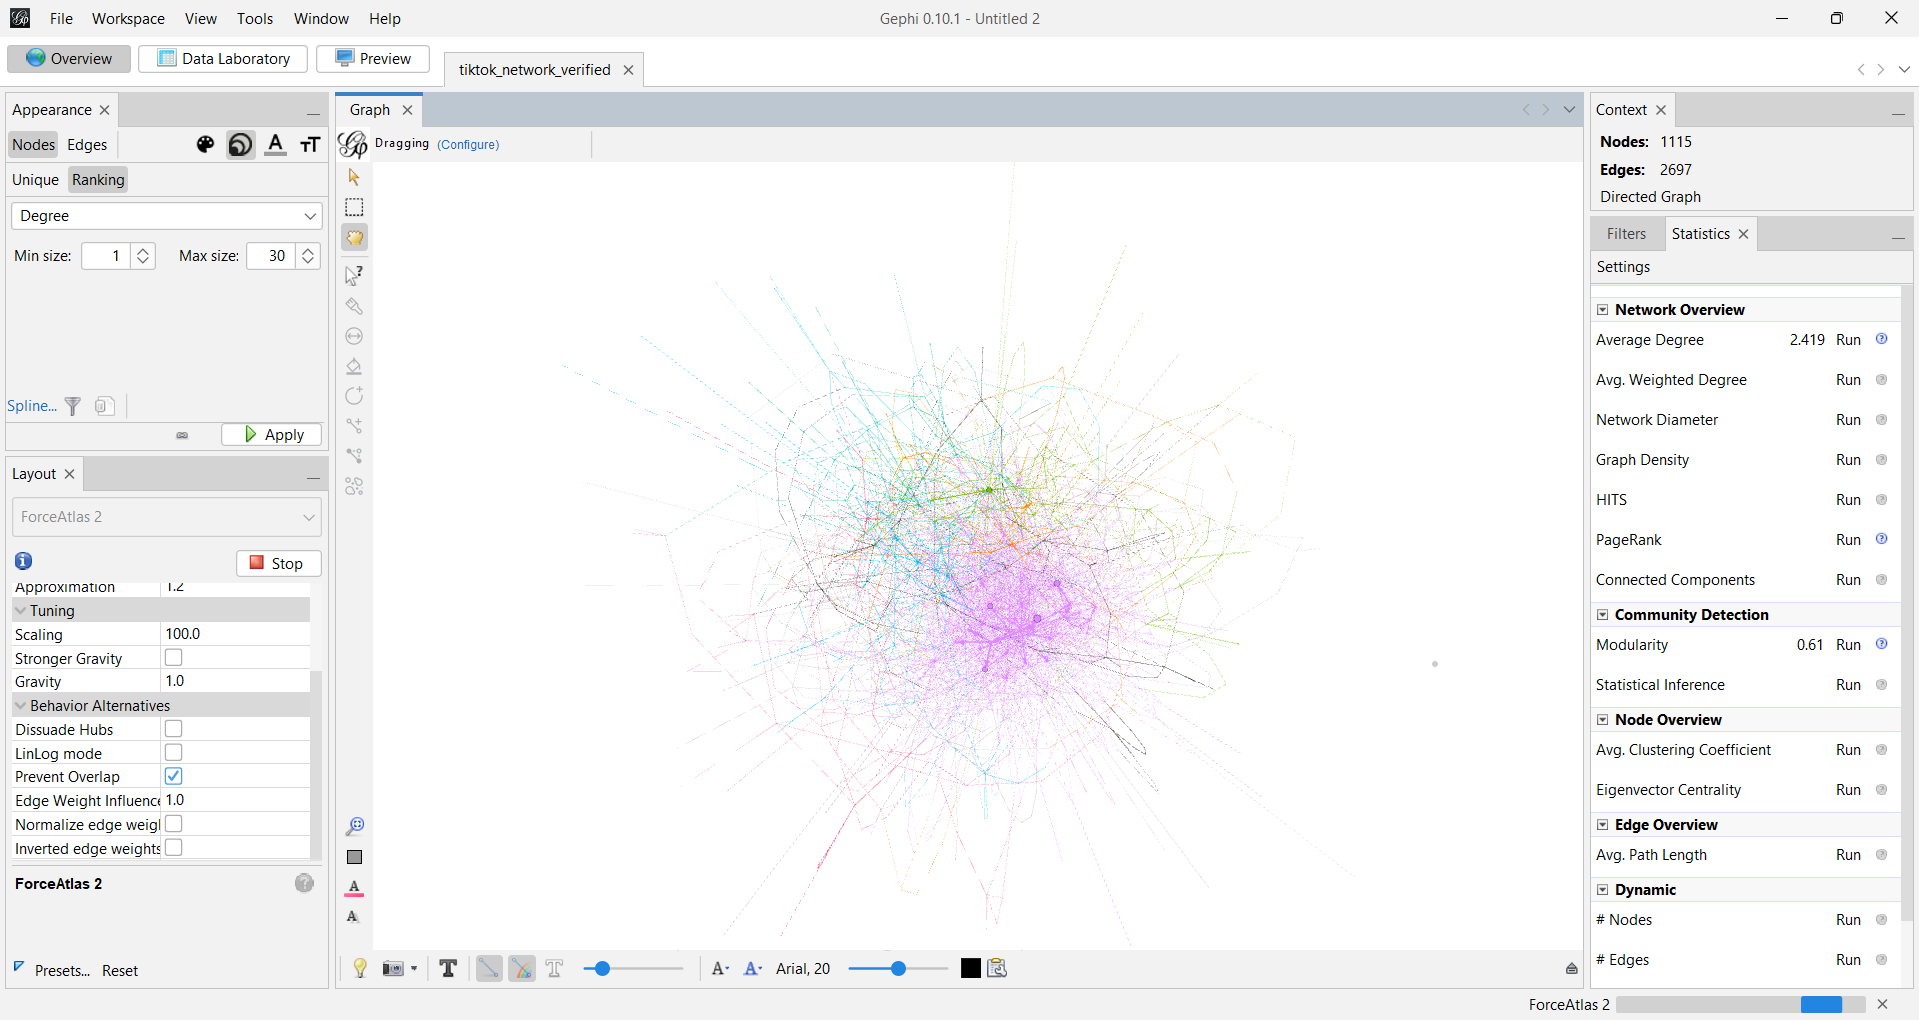 File Workspace View Tools Window Help
Gephi 0.10.1 - Untitled 2
Overview Data Laboratory Preview
tiktok_network_verified
Appearance
Nodes Edges
Unique Ranking
Degree
Min size: 1 Max size: 30
Spline...
Apply
Layout
ForceAtlas 2
Stop
Approximation 1.2
Tuning
Scaling 100.0
Stronger Gravity
Gravity 1.0
Behavior Alternatives
Dissuade Hubs
LinLog mode
Prevent Overlap
Edge Weight Influence 1.0
Normalize edge weigl
Inverted edge weights
ForceAtlas 2
Presets... Reset
Graph
Dragging (Configure)
Arial, 20
Context
Nodes: 1115
Edges: 2697
Directed Graph
Filters Statistics
Settings
Network Overview
Average Degree 2.419 Run
Avg. Weighted Degree Run
Network Diameter Run
Graph Density Run
HITS Run
PageRank Run
Connected Components Run
Community Detection
Modularity 0.61 Run
Statistical Inference Run
Node Overview
Avg. Clustering Coefficient Run
Eigenvector Centrality Run
Edge Overview
Avg. Path Length Run
Dynamic
# Nodes Run
# Edges Run
ForceAtlas 2